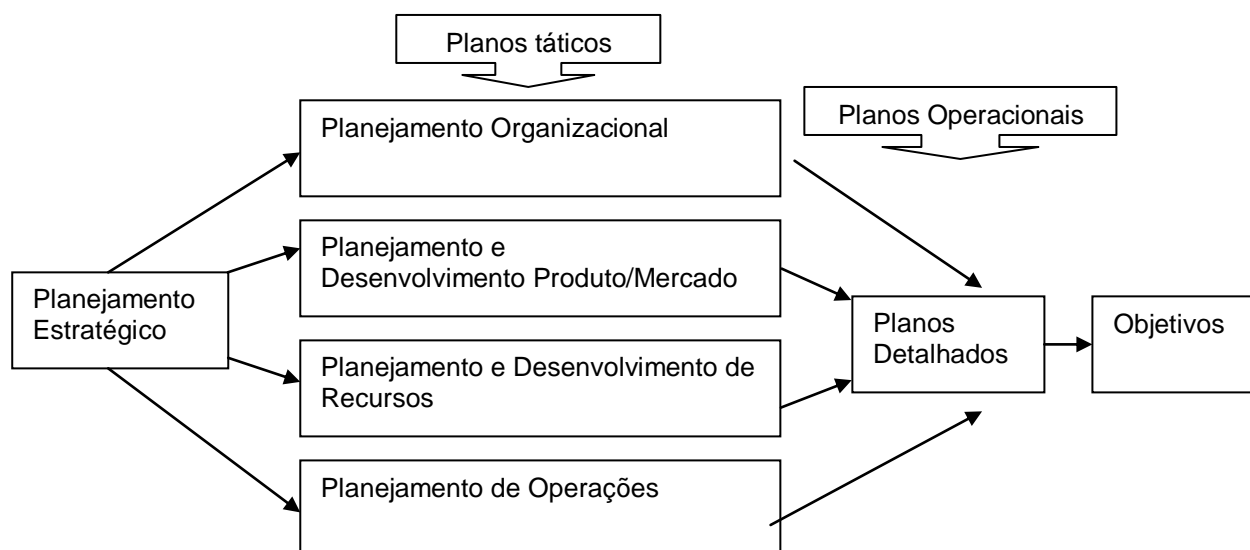 Planos táticos
Planejamento Organizacional
Planos Operacionais
Planejamento e
Desenvolvimento Produto/Mercado
Planejamento
Estratégico
Planos
Detalhados
Objetivos
Planejamento e Desenvolvimento de
Recursos
Planejamento de Operações